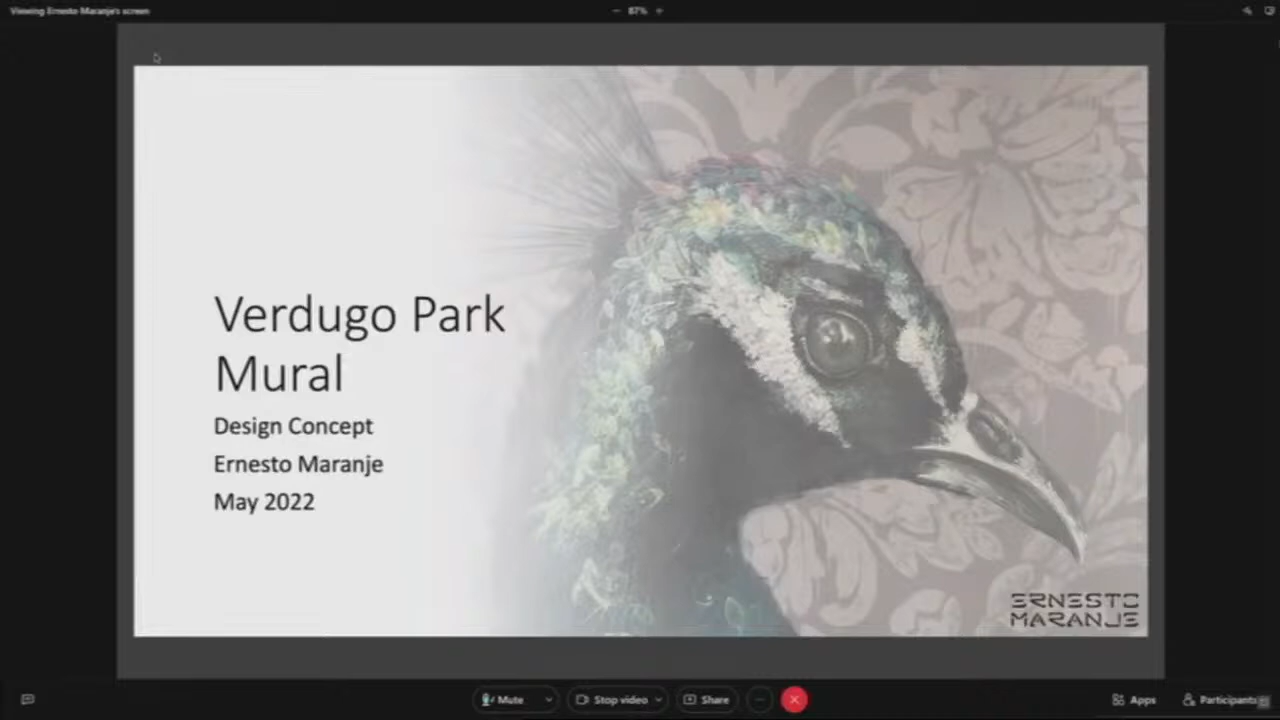 Viewing Ernesto Maranje's screen
87%
Verdugo Park
Mural
Design Concept
Ernesto Maranje
May 2022
ERNESTO
MARANJE
Mute
Stop video
Share
Apps
Participants